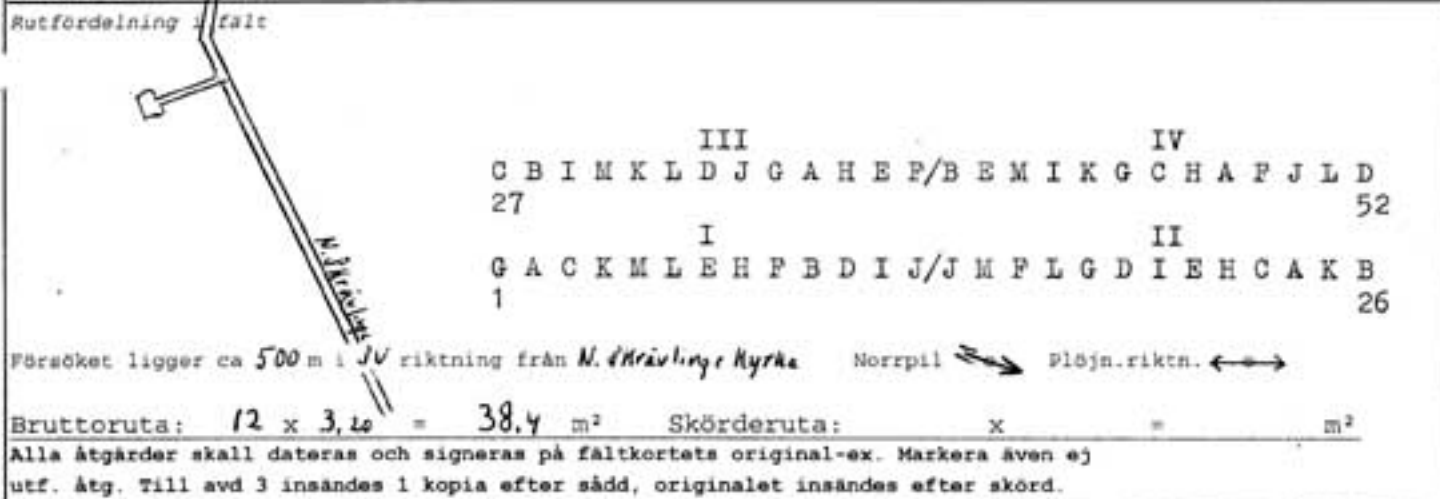 Rutfördelning i fält
III IV
C B I M K L D J G A H E F/B E M I K G C H A F J L D
27 52
I II
G A C K M L E H F B D I J/J M F L G D I E H C A K B
1 26
N. Skrävlinge
Försöket ligger ca 500 m i SV riktning från N. Skrävlinge Kyrka Norrpil Plöjn.riktn.
Bruttoruta: 12 x 3,20 = 38,4 m² Skörderuta: x = m²
Alla åtgärder skall dateras och signeras på fältkortets original-ex. Markera även ej
utf. åtg. Till avd 3 insändes 1 kopia efter sådd, originalet insändes efter skörd.